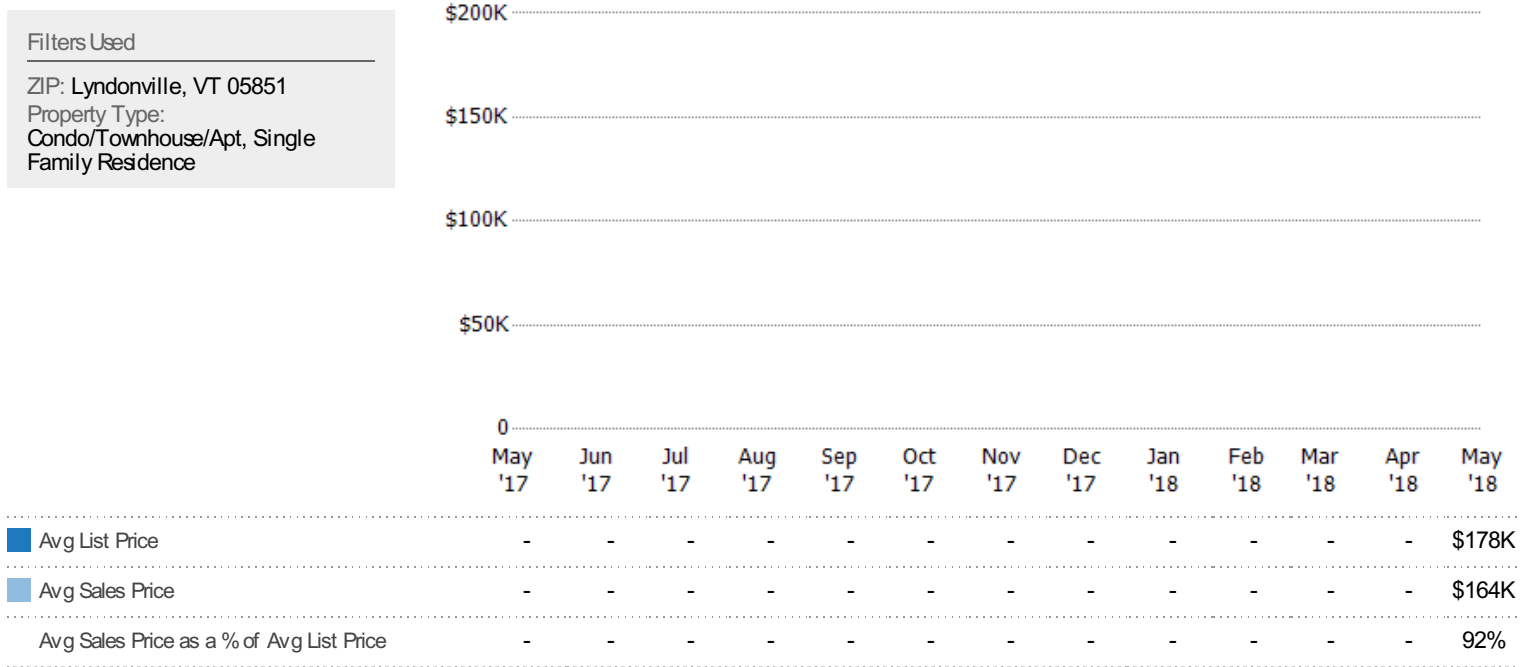 Filters Used
ZIP: Lyndonville, VT 05851
Property Type:
Condo/Townhouse/Apt, Single
Family Residence
$200K
$150K
$100K
$50K
0
May Jun Jul Aug Sep Oct Nov Dec Jan Feb Mar Apr May
'17 '17 '17 '17 '17 '17 '17 '17 '18 '18 '18 '18 '18
Avg List Price - - - - - - - - - - - - $178K
Avg Sales Price - - - - - - - - - - - - $164K
Avg Sales Price as a % of Avg List Price - - - - - - - - - - - - 92%